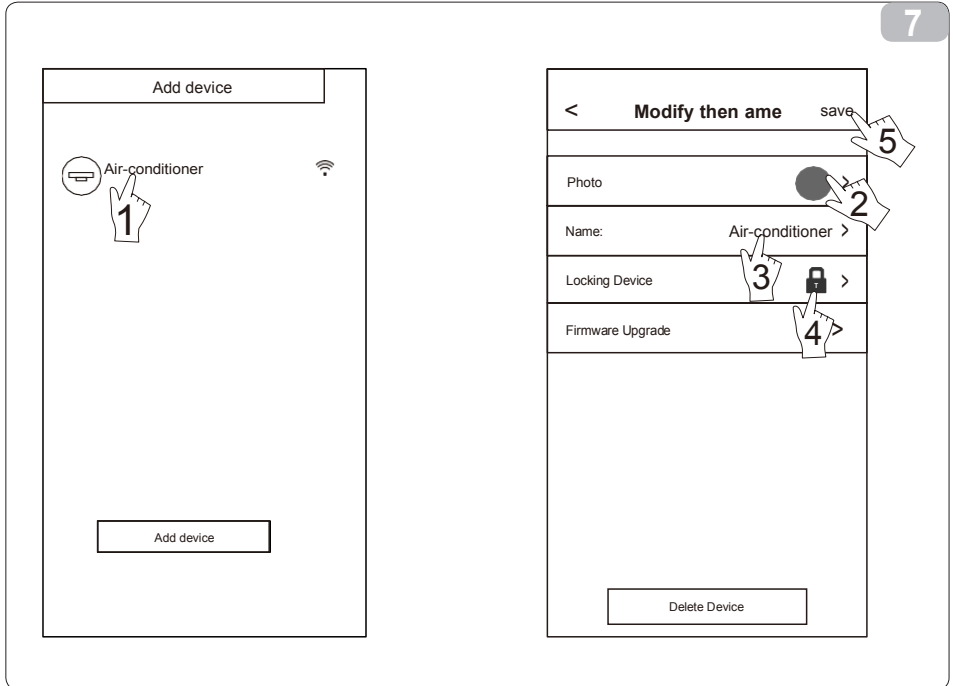 7
Add device
Air-conditioner
1
Add device
< Modify then ame save
5
Photo >
2
Name: Air-conditioner >
3
Locking Device >
4
Firmware Upgrade >
Delete Device